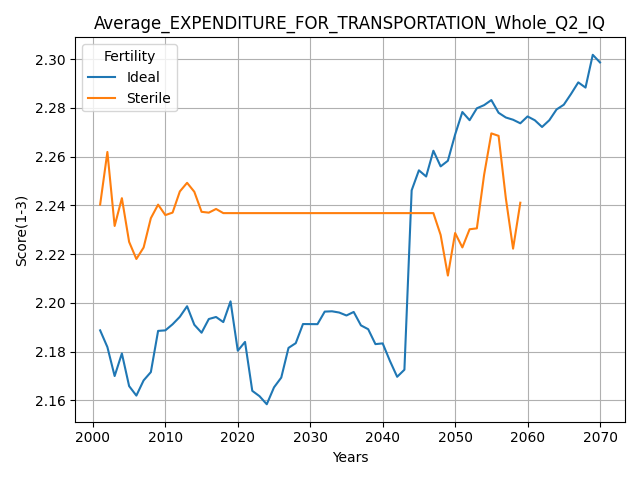 Average_EXPENDITURE_FOR_TRANSPORTATION_Whole_Q2_IQ
Fertility
Ideal
Sterile
Score(1-3)
2.30
2.28
2.26
2.24
2.22
2.20
2.18
2.16
2000 2010 2020 2030 2040 2050 2060 2070
Years